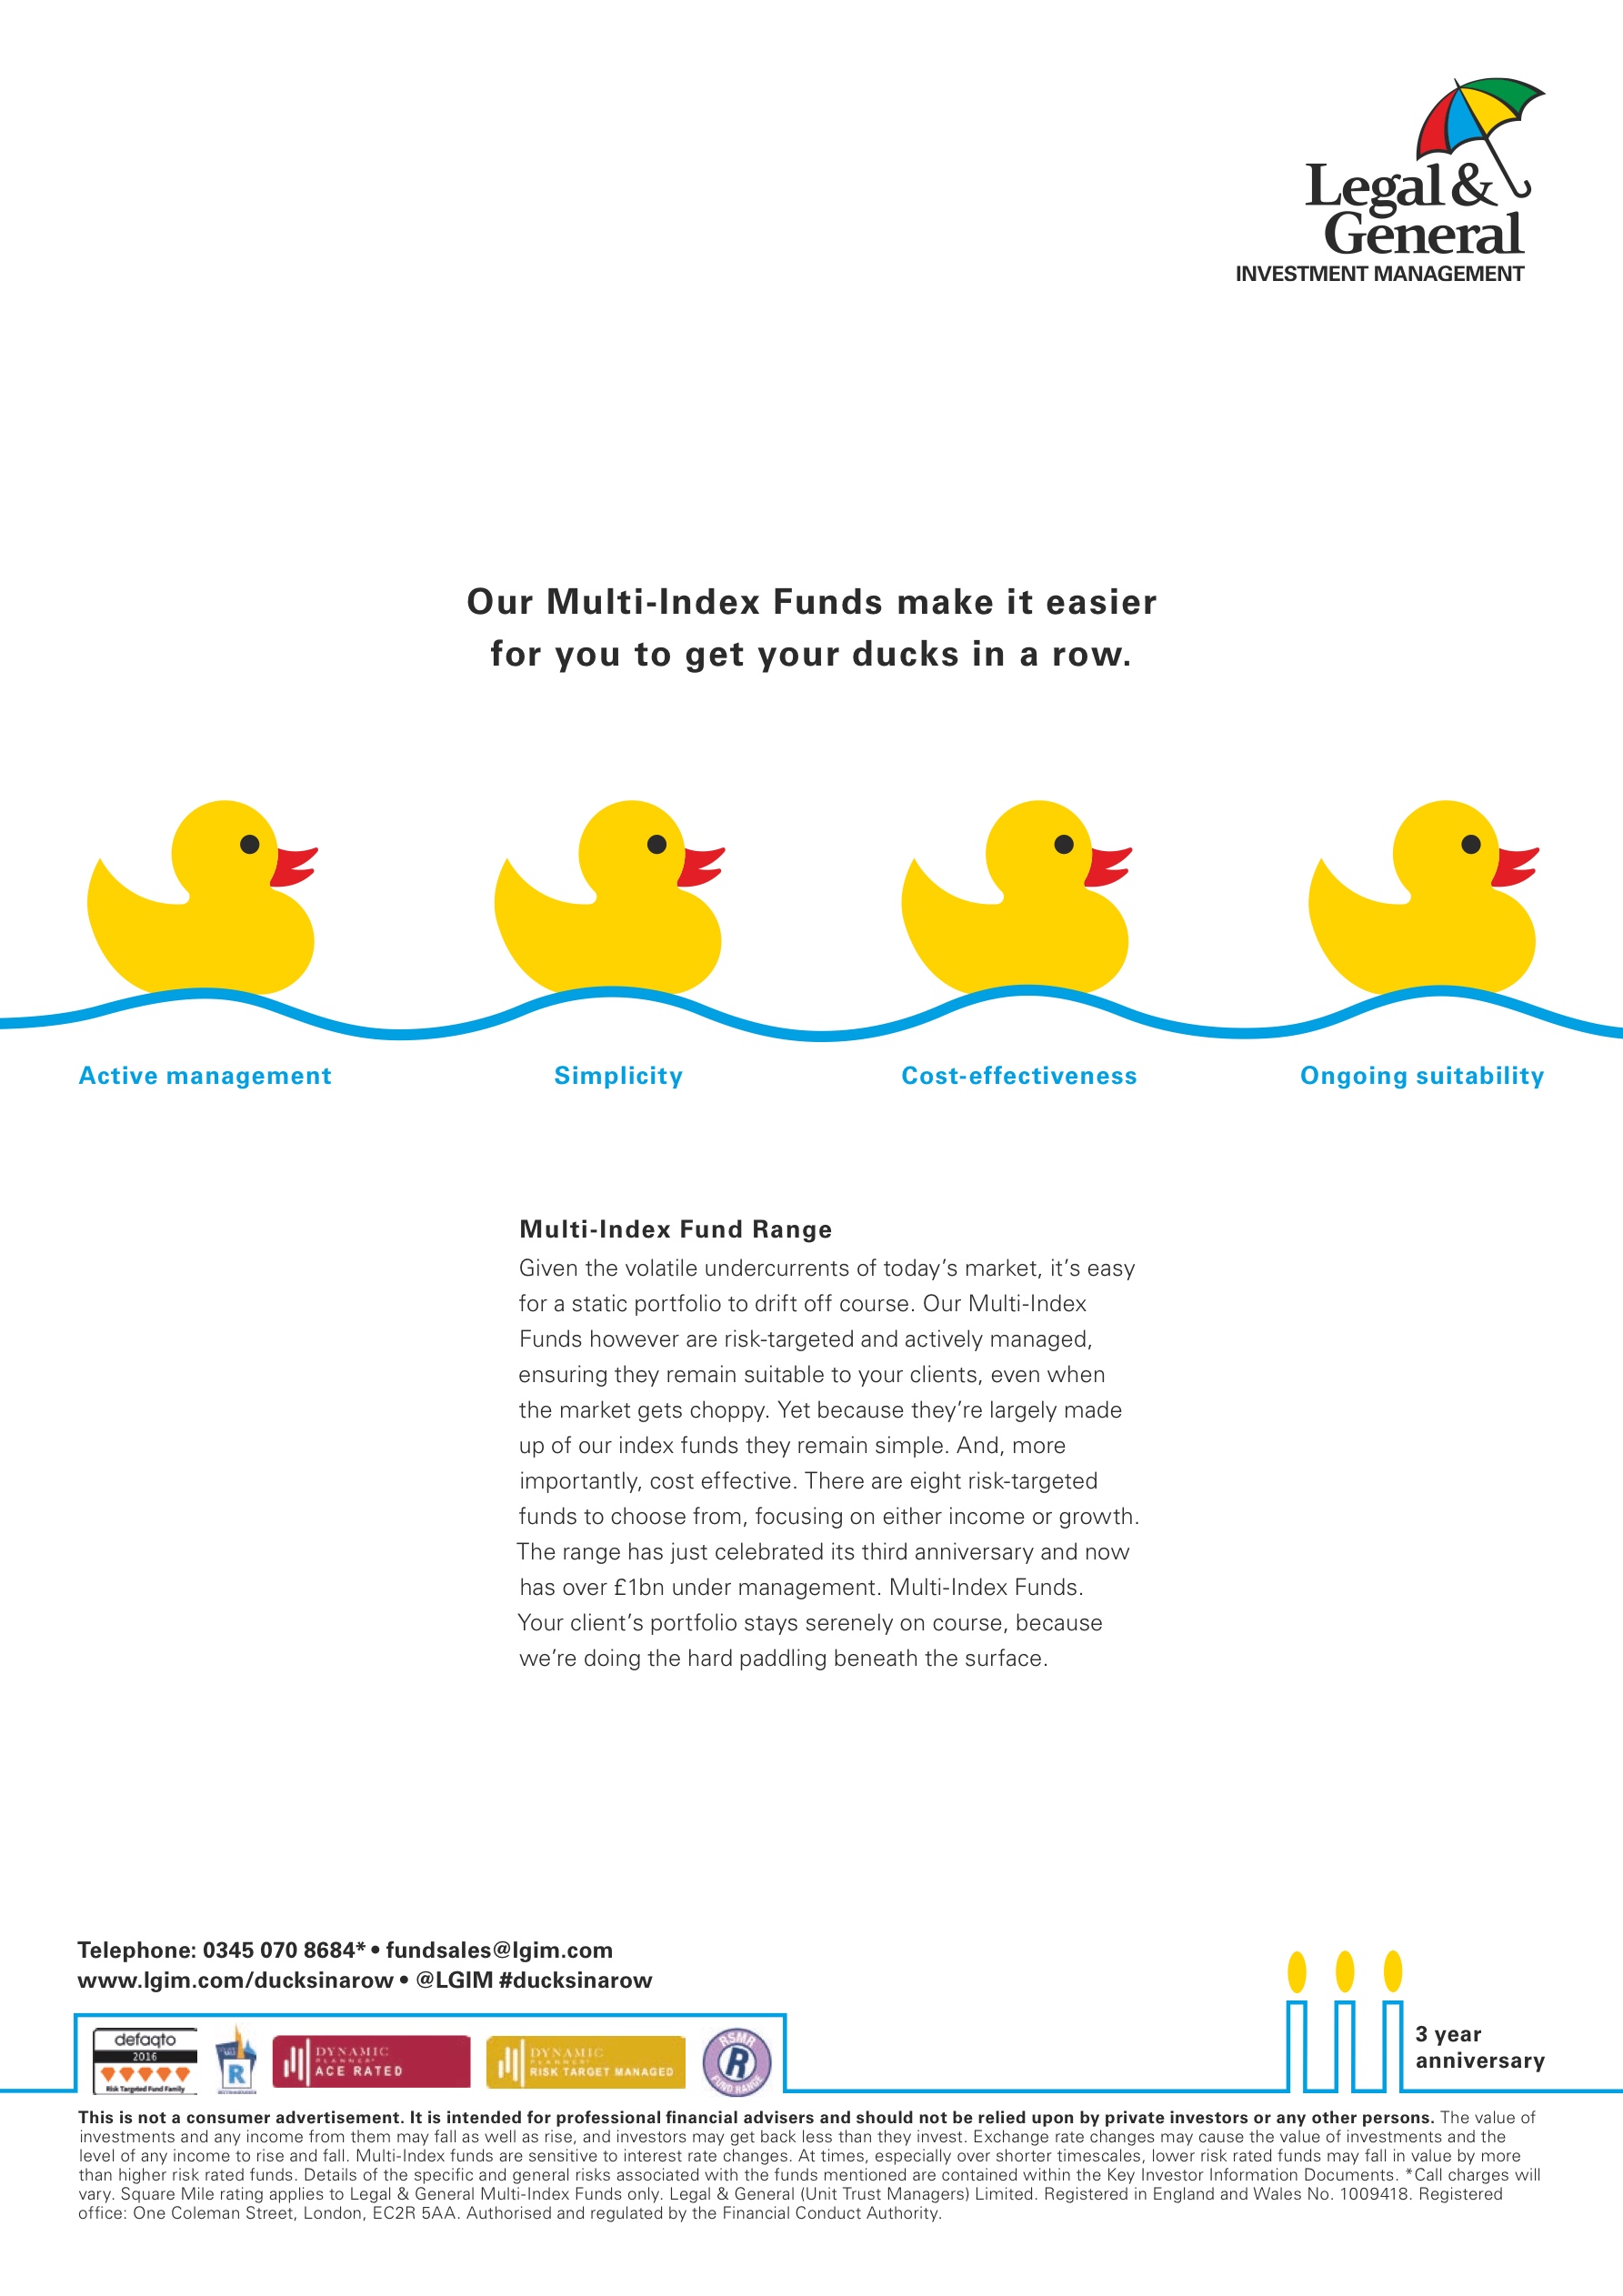 Legal &
General
INVESTMENT MANAGEMENT
Our Multi-Index Funds make it easier
for you to get your ducks in a row.
Active management
Simplicity
Cost-effectiveness
Ongoing suitability
Multi-Index Fund Range
Given the volatile undercurrents of today’s market, it’s easy
for a static portfolio to drift off course. Our Multi-Index
Funds however are risk-targeted and actively managed,
ensuring they remain suitable to your clients, even when
the market gets choppy. Yet because they’re largely made
up of our index funds they remain simple. And, more
importantly, cost effective. There are eight risk-targeted
funds to choose from, focusing on either income or growth.
The range has just celebrated its third anniversary and now
has over £1bn under management. Multi-Index Funds.
Your client’s portfolio stays serenely on course, because
we’re doing the hard paddling beneath the surface.
Telephone: 0345 070 8684* • fundsales@lgim.com
www.lgim.com/ducksinarow • @LGIM #ducksinarow
defaqto
2016
Risk Targeted Fund Family
R
DYNAMIC
PLANNER
ACE RATED
DYNAMIC
PLANNER
RISK TARGET MANAGED
RSMR
R
FUND RANGE
3 year
anniversary
This is not a consumer advertisement. It is intended for professional financial advisers and should not be relied upon by private investors or any other persons. The value of
investments and any income from them may fall as well as rise, and investors may get back less than they invest. Exchange rate changes may cause the value of investments and the
level of any income to rise and fall. Multi-Index funds are sensitive to interest rate changes. At times, especially over shorter timescales, lower risk rated funds may fall in value by more
than higher risk rated funds. Details of the specific and general risks associated with the funds mentioned are contained within the Key Investor Information Documents. *Call charges will
vary. Square Mile rating applies to Legal & General Multi-Index Funds only. Legal & General (Unit Trust Managers) Limited. Registered in England and Wales No. 1009418. Registered
office: One Coleman Street, London, EC2R 5AA. Authorised and regulated by the Financial Conduct Authority.